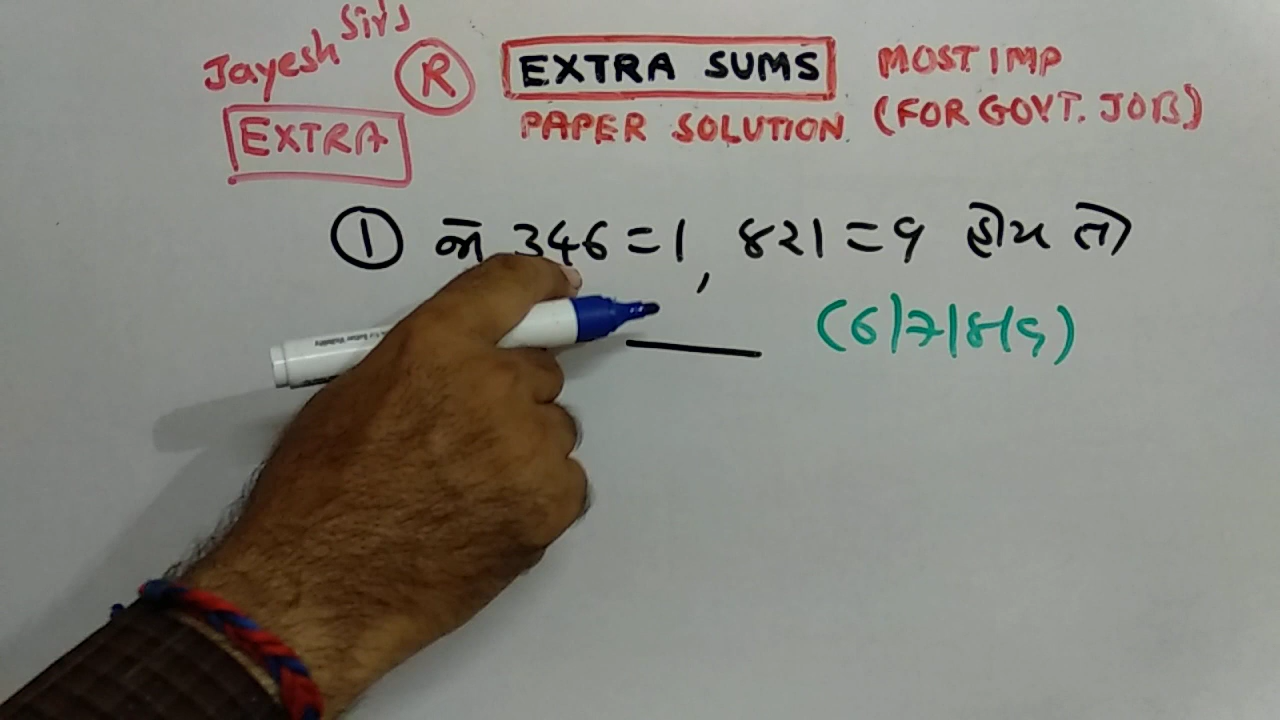 Jayesh Sir's
EXTRA
R
EXTRA SUMS
PAPER SOLUTION
MOST IMP
(FOR GOVT. JOB)
① જો 346 = 1, 821 = 9 હોય તો
_____ (6/7/8/9)